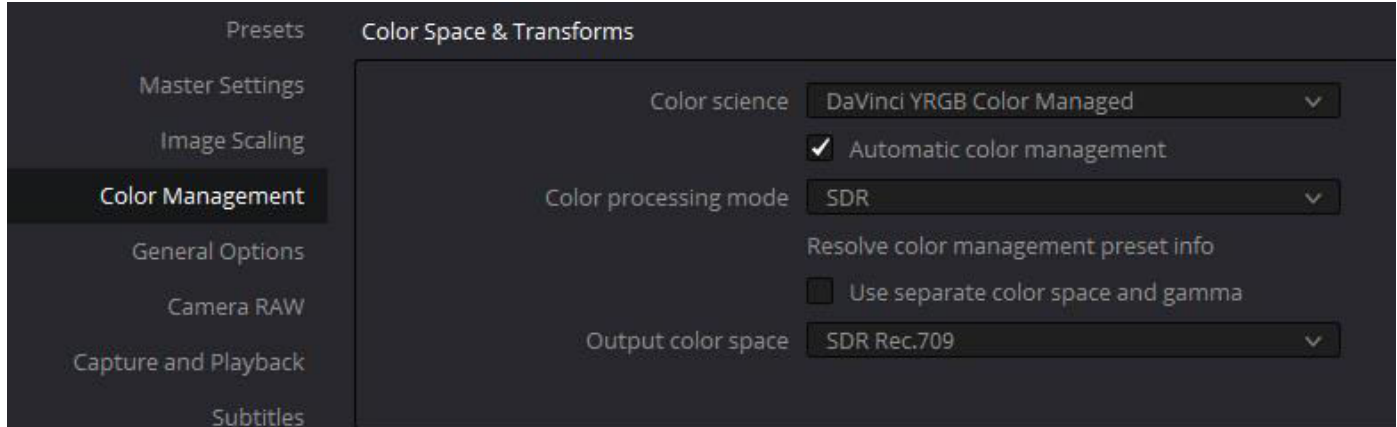 Presets
Master Settings
Image Scaling
Color Management
General Options
Camera RAW
Capture and Playback
Subtitles
Color Space & Transforms
Color science DaVinci YRGB Color Managed
Automatic color management
Color processing mode SDR
Resolve color management preset info
Use separate color space and gamma
Output color space SDR Rec.709